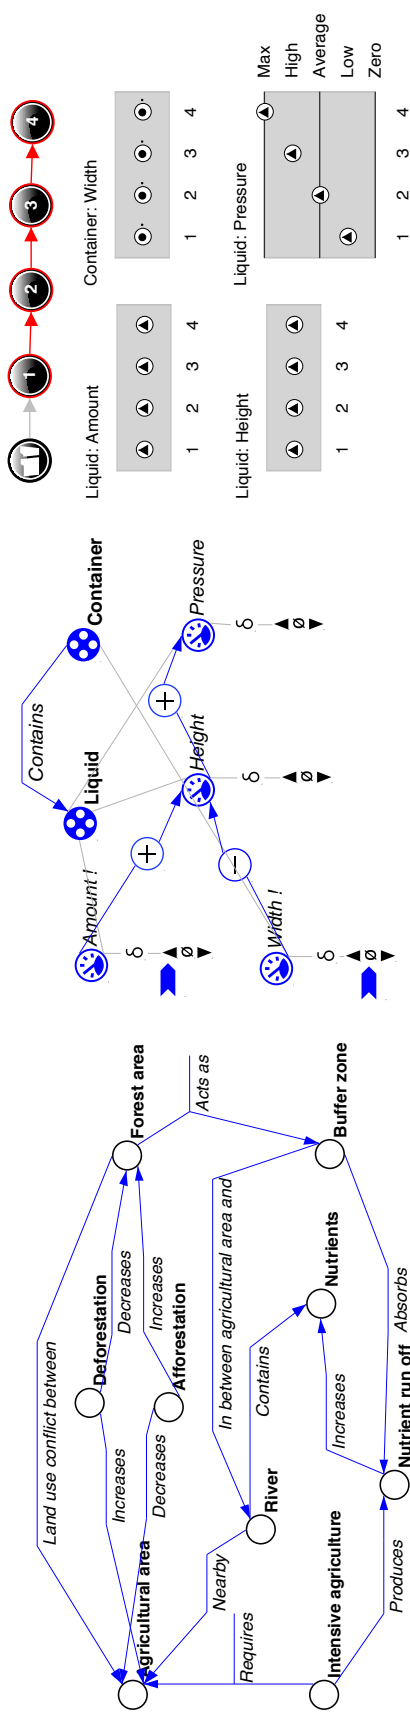 Land use conflict between
Agricultural area
Forest area
Deforestation
Increases
Decreases
Afforestation
Decreases
Increases
Acts as
Nearby
In between agricultural area and
River
Contains
Requires
Buffer zone
Nutrients
Intensive agriculture
Increases
Nutrient run off
Produces
Absorbs
Contains
Liquid
Container
Amount !
+
Height
+
Pressure
−
Width !
δ
ø
δ
ø
δ
ø
δ
ø
1
2
3
4
Liquid: Amount
1 2 3 4
Container: Width
1 2 3 4
Liquid: Height
1 2 3 4
Liquid: Pressure
Max
High
Average
Low
Zero
1 2 3 4